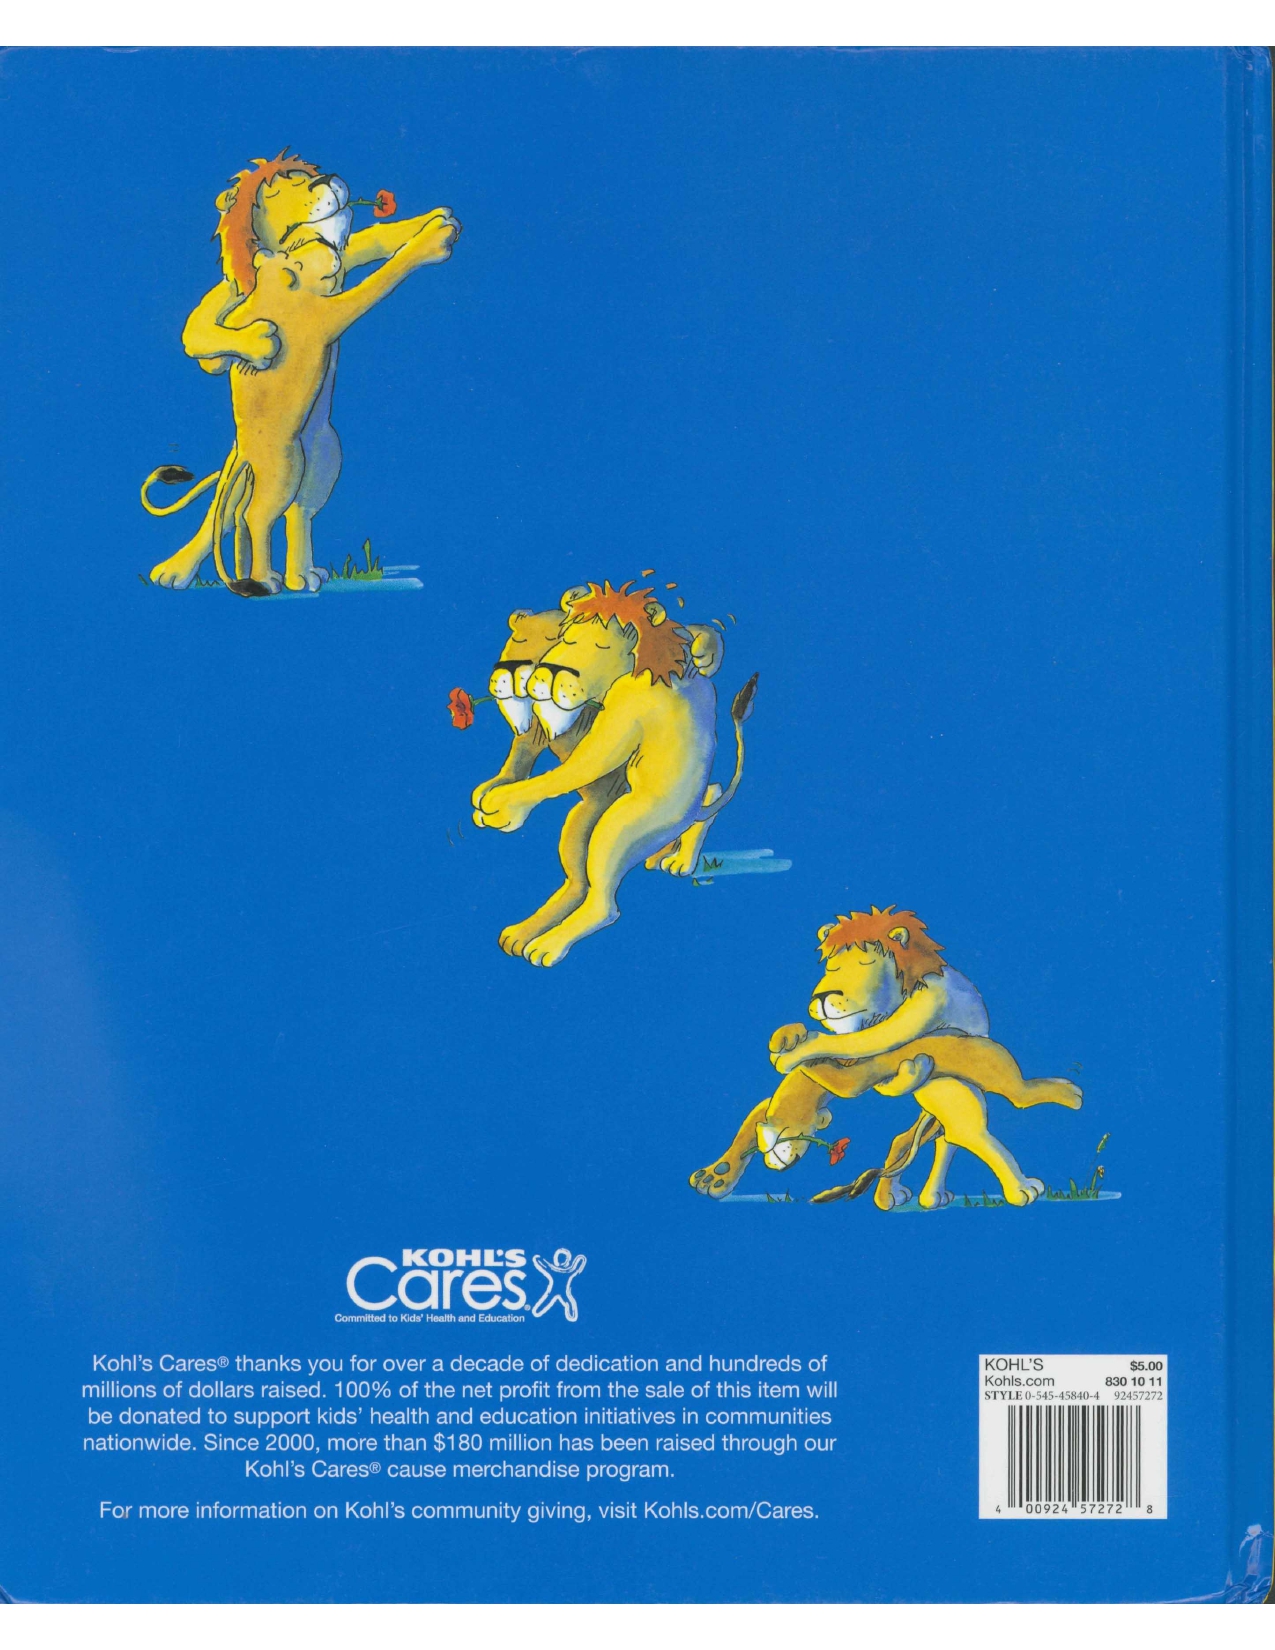 KOHL'S
Cares®
Committed to Kids' Health and Education
Kohl's Cares® thanks you for over a decade of dedication and hundreds of
millions of dollars raised. 100% of the net profit from the sale of this item will
be donated to support kids' health and education initiatives in communities
nationwide. Since 2000, more than $180 million has been raised through our
Kohl's Cares® cause merchandise program.
For more information on Kohl's community giving, visit Kohls.com/Cares.
KOHL'S $5.00
Kohls.com 830 10 11
STYLE 0-545-45840-4 92457272
4 00924 57272 8